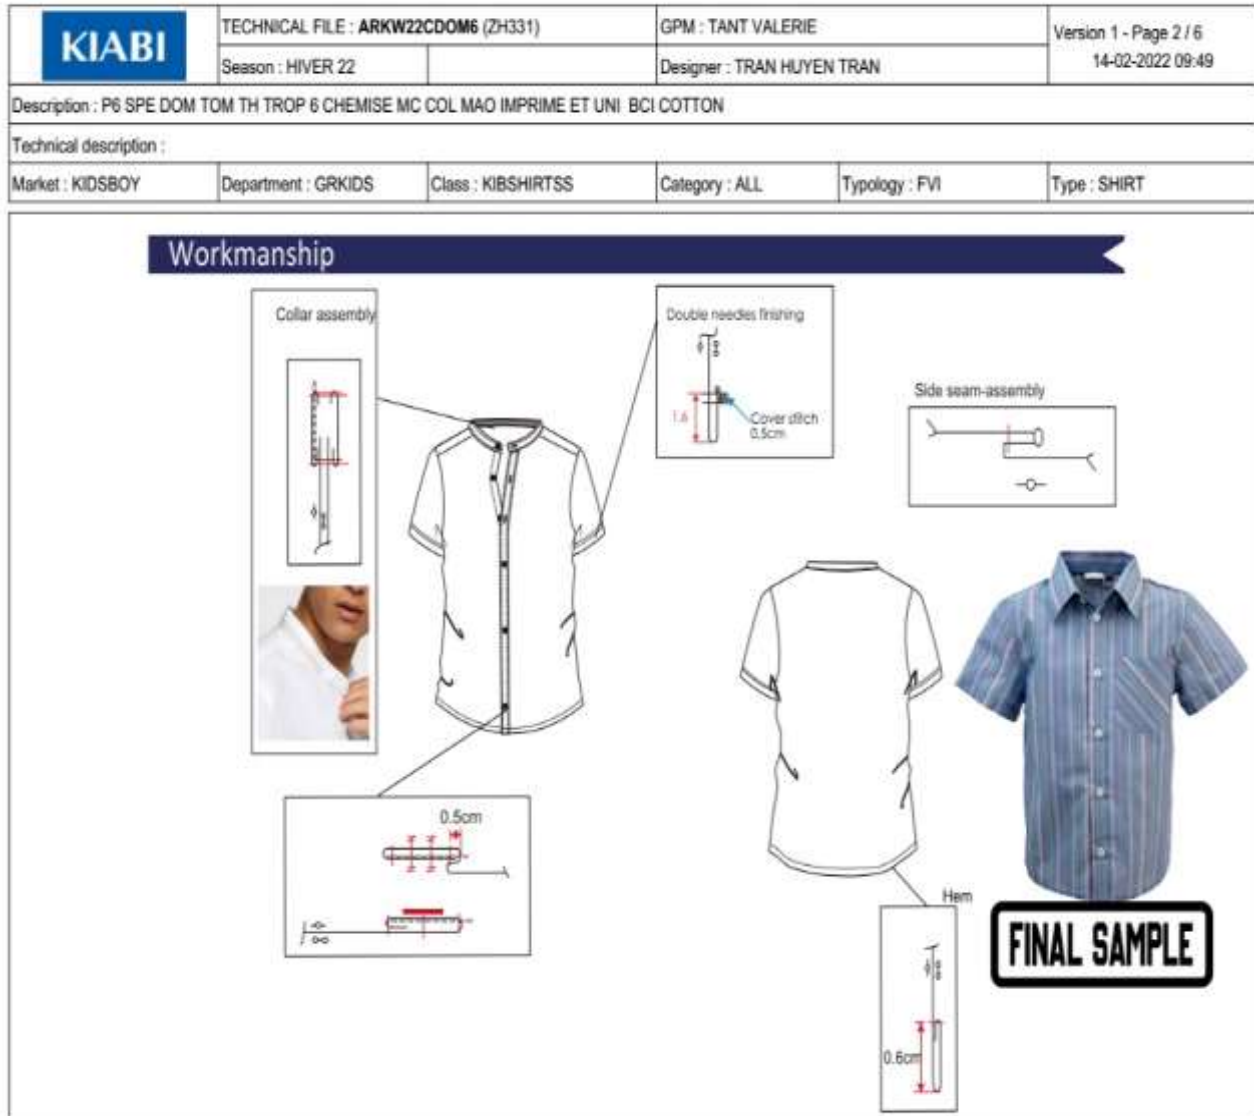 KIABI
TECHNICAL FILE : ARKW22CDOM6 (ZH331)
GPM : TANT VALERIE
Version 1 - Page 2 / 6
14-02-2022 09:49
Season : HIVER 22
Designer : TRAN HUYEN TRAN
Description : P6 SPE DOM TOM TH TROP 6 CHEMISE MC COL MAO IMPRIME ET UNI BCI COTTON
Technical description :
Market : KIDSBOY
Department : GRKIDS
Class : KIBSHIRTSS
Category : ALL
Typology : FVI
Type : SHIRT
Workmanship
Collar assembly
Double needles finishing
1.6
Cover stitch
0.5cm
Side seam-assembly
0.5cm
Hem
0.6cm
FINAL SAMPLE